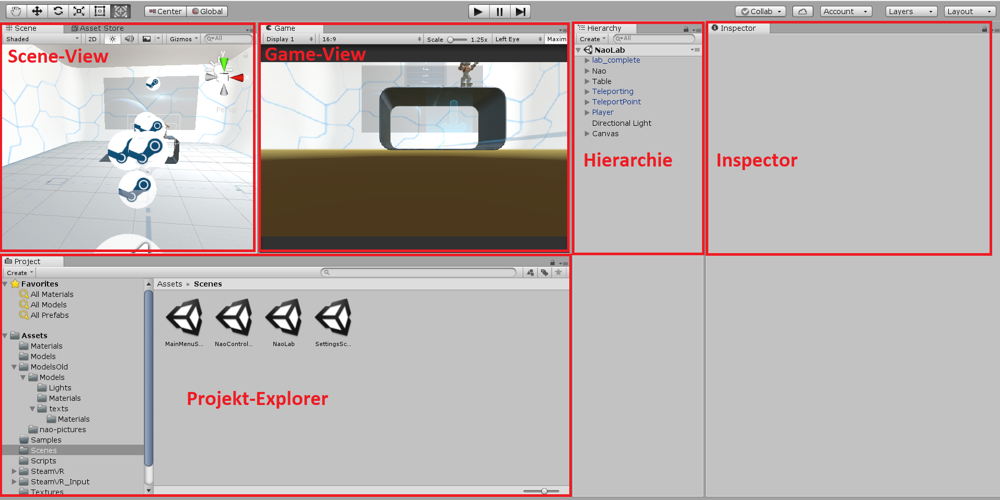 Center
Global
Collab
Account
Layers
Layout
Scene
Asset Store
Shaded
2D
Gizmos
All
Scene-View
y
x
Persp
Game
Display 1
16:9
Scale
1.25x
Left Eye
Maxim
Game-View
Hierarchy
Create
All
NaoLab
lab_complete
Nao
Table
Teleporting
TeleportPoint
Player
Directional Light
Canvas
Hierarchie
Inspector
Inspector
Project
Create
Favorites
All Materials
All Models
All Prefabs
Assets
Materials
Models
ModelsOld
Models
Lights
Materials
texts
Materials
nao-pictures
Samples
Scenes
Scripts
SteamVR
SteamVR_Input
Textures
Assets ▸ Scenes
MainMenuS...
NaoControl...
NaoLab
SettingsSc...
Projekt-Explorer